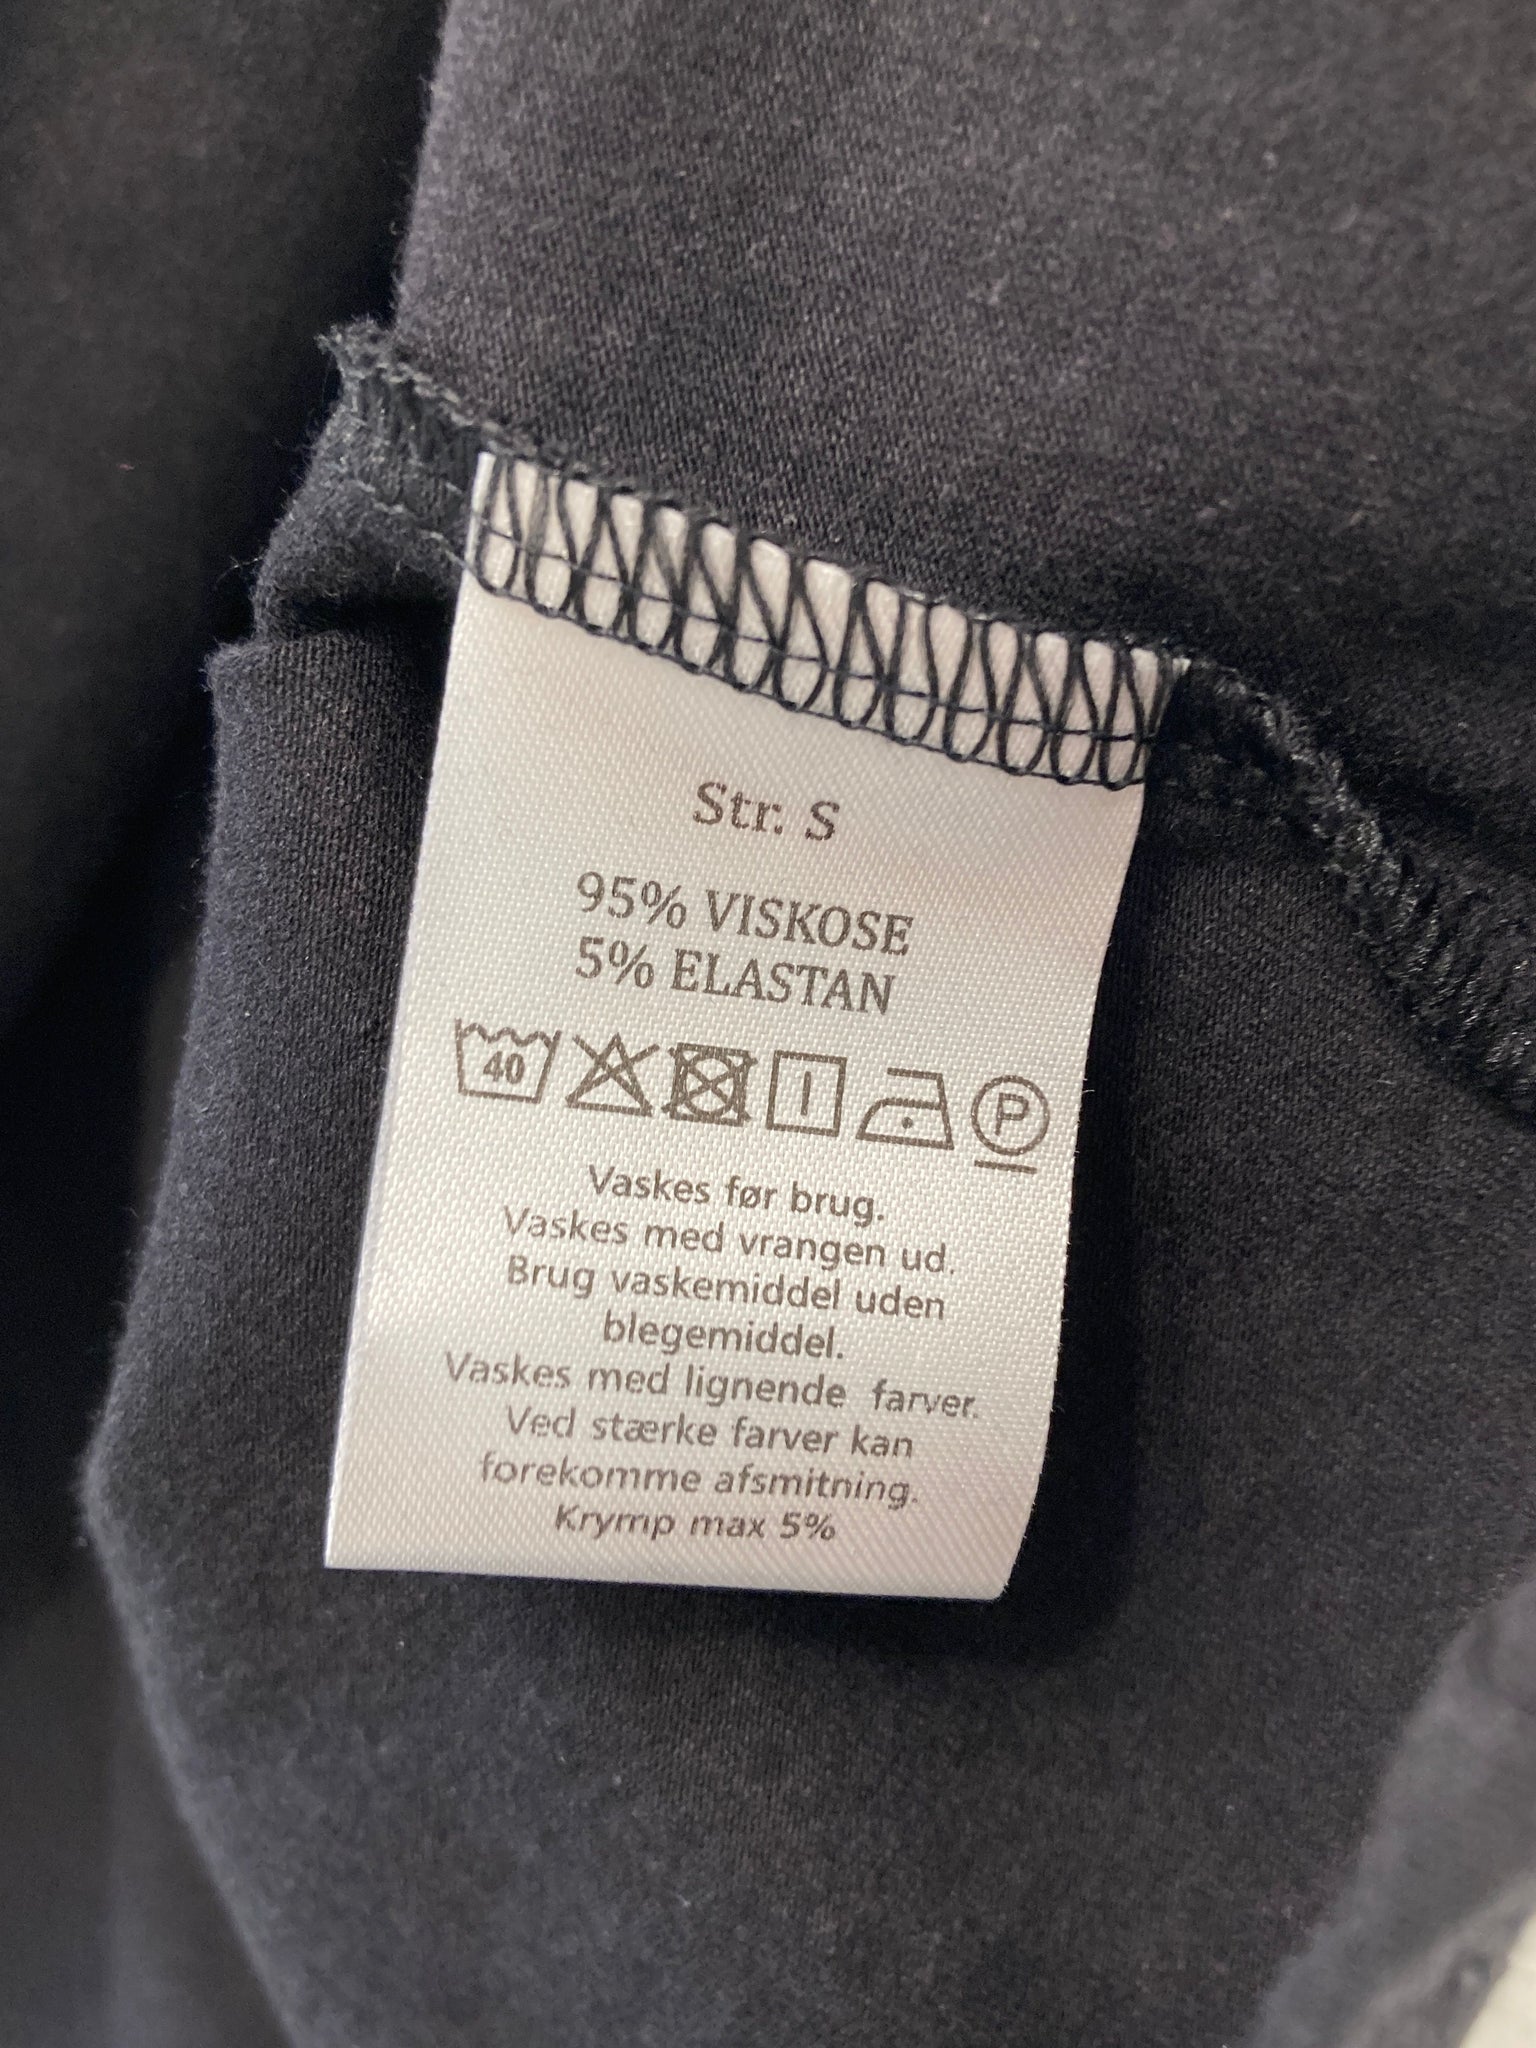 Str. S
95% VISKOSE
5% ELASTAN
40 P
Vaskes før brug.
Vaskes med vrangen ud.
Brug vaskemiddel uden
blegemiddel.
Vaskes med lignende farver.
Ved stærke farver kan
forekomme afsmitning.
Krymp max 5%